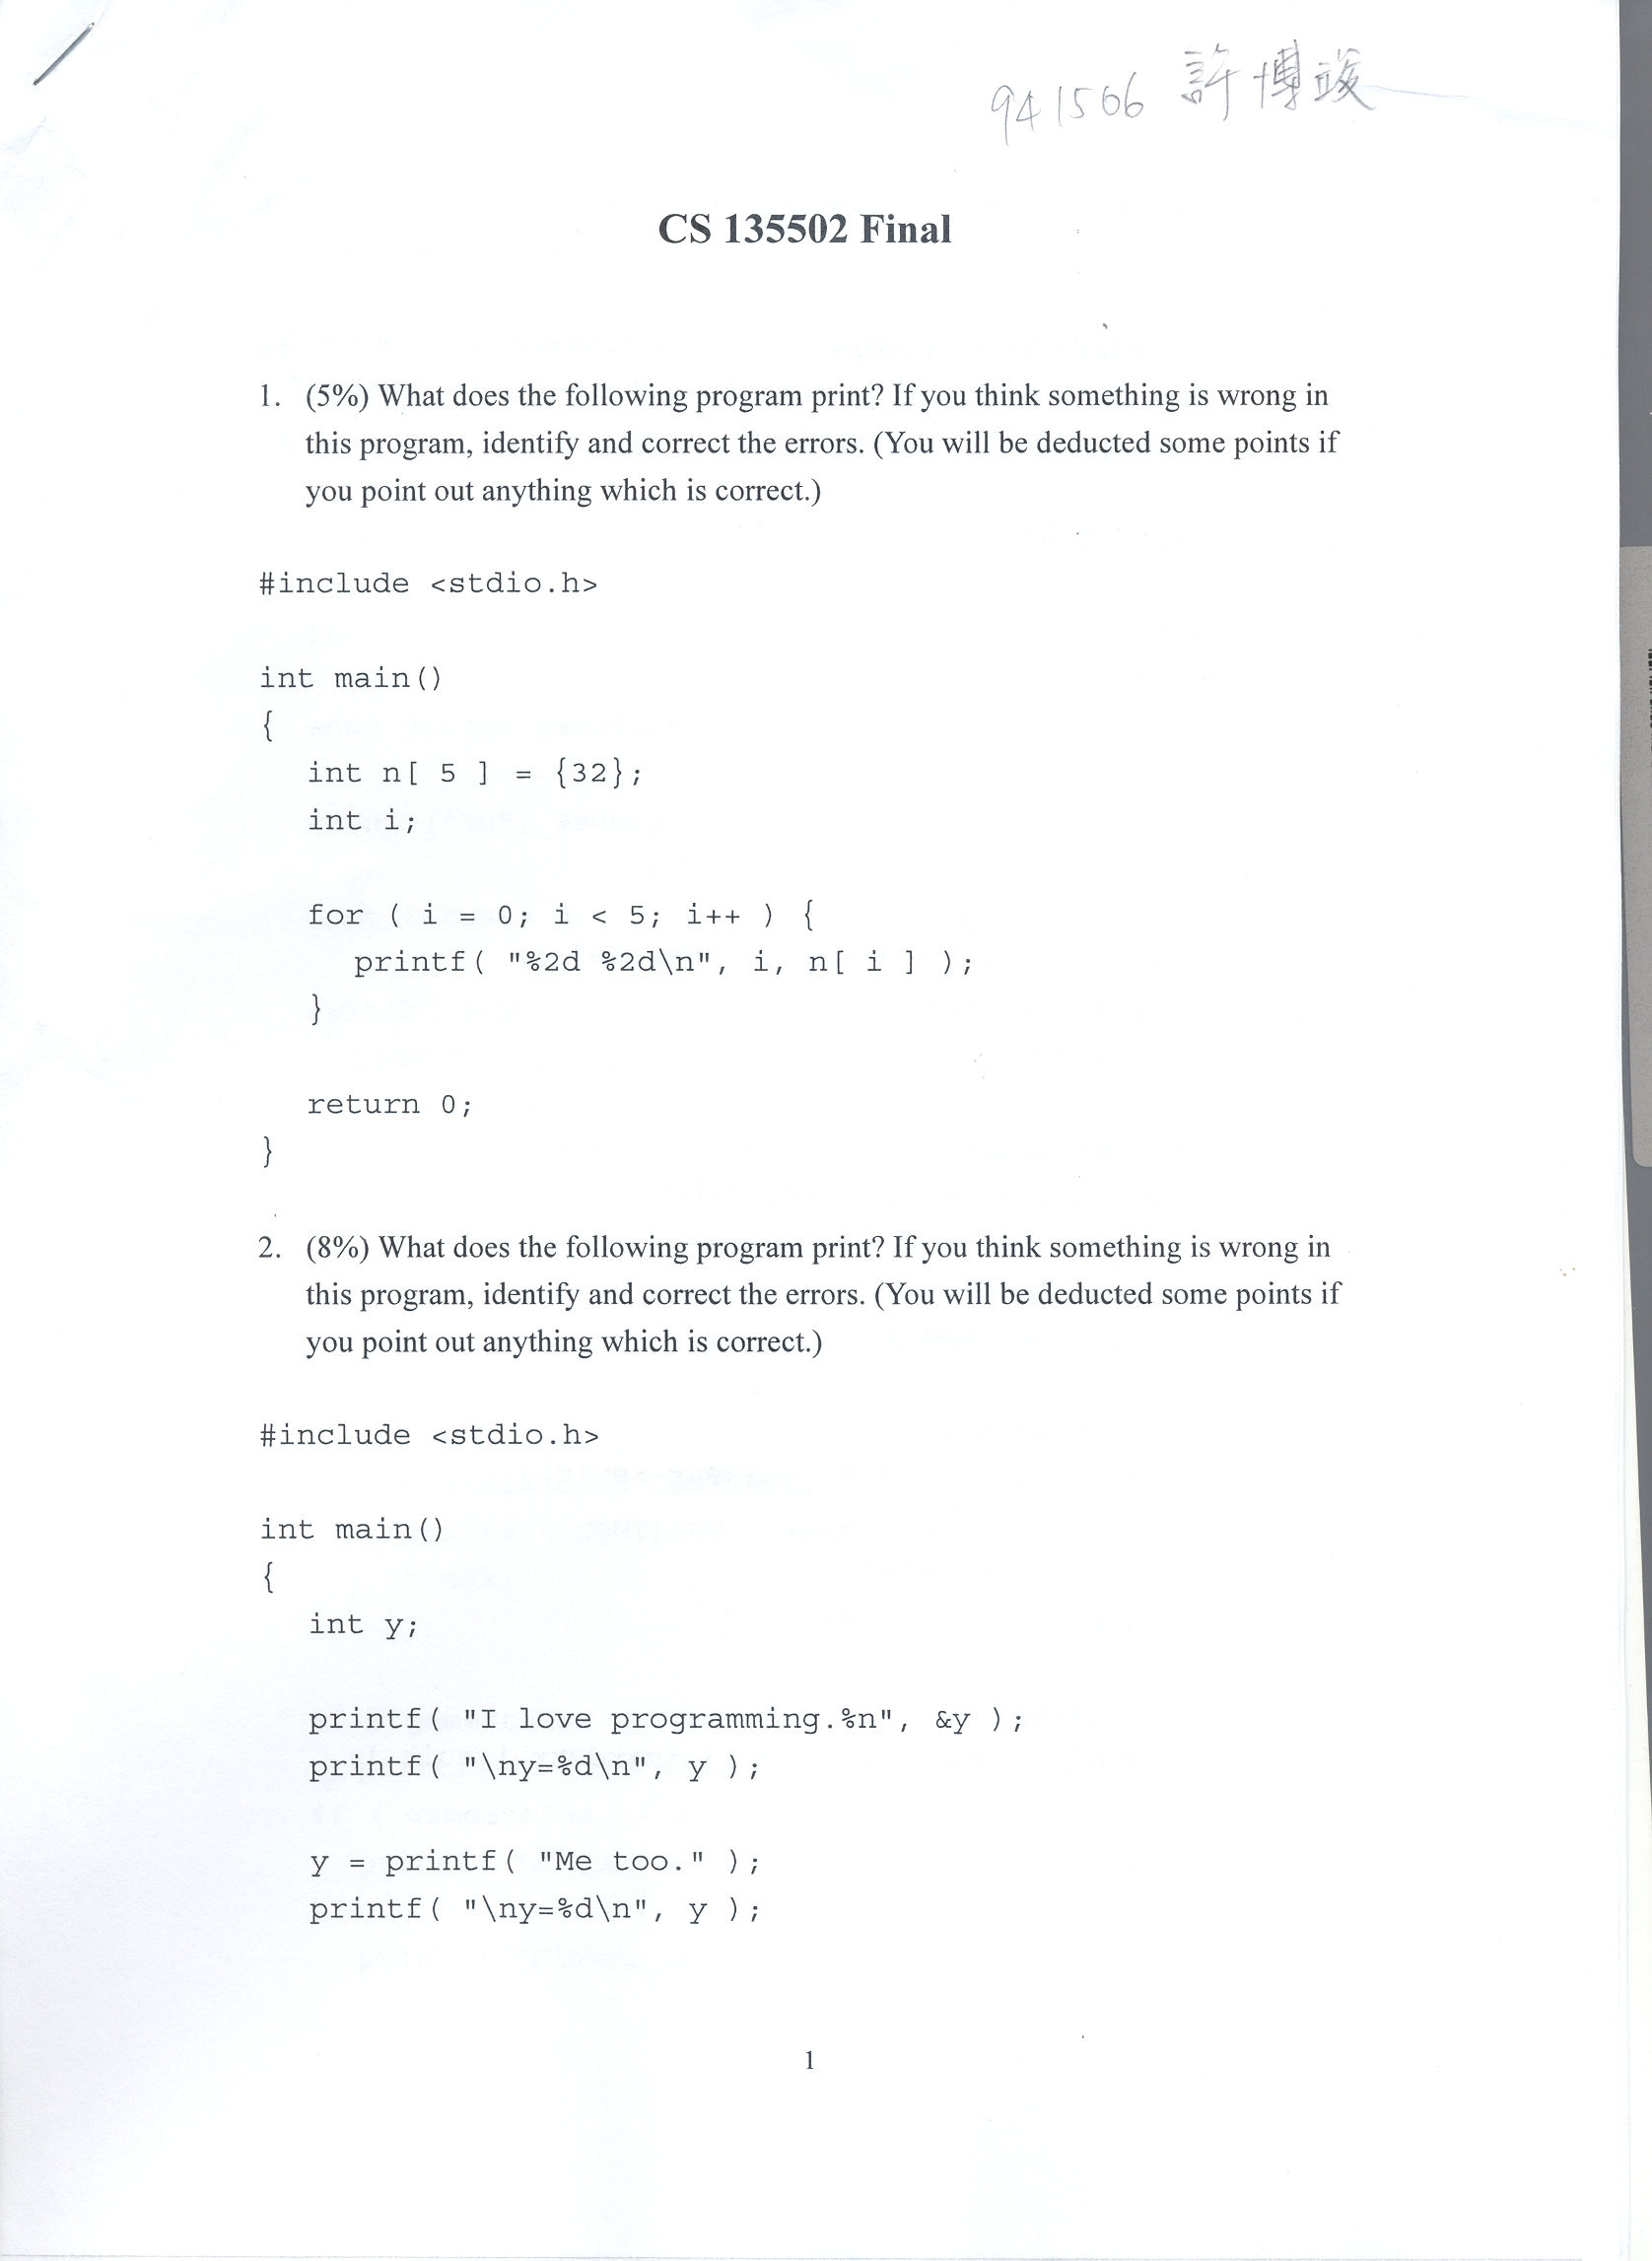 941506 許博竣
CS 135502 Final
1. (5%) What does the following program print? If you think something is wrong in
this program, identify and correct the errors. (You will be deducted some points if
you point out anything which is correct.)
#include <stdio.h>
int main()
{
int n[ 5 ] = {32};
int i;
for ( i = 0; i < 5; i++ ) {
printf( "%2d %2d\n", i, n[ i ] );
}
return 0;
}
2. (8%) What does the following program print? If you think something is wrong in
this program, identify and correct the errors. (You will be deducted some points if
you point out anything which is correct.)
#include <stdio.h>
int main()
{
int y;
printf( "I love programming.%n", &y );
printf( "\ny=%d\n", y );
y = printf( "Me too." );
printf( "\ny=%d\n", y );
1